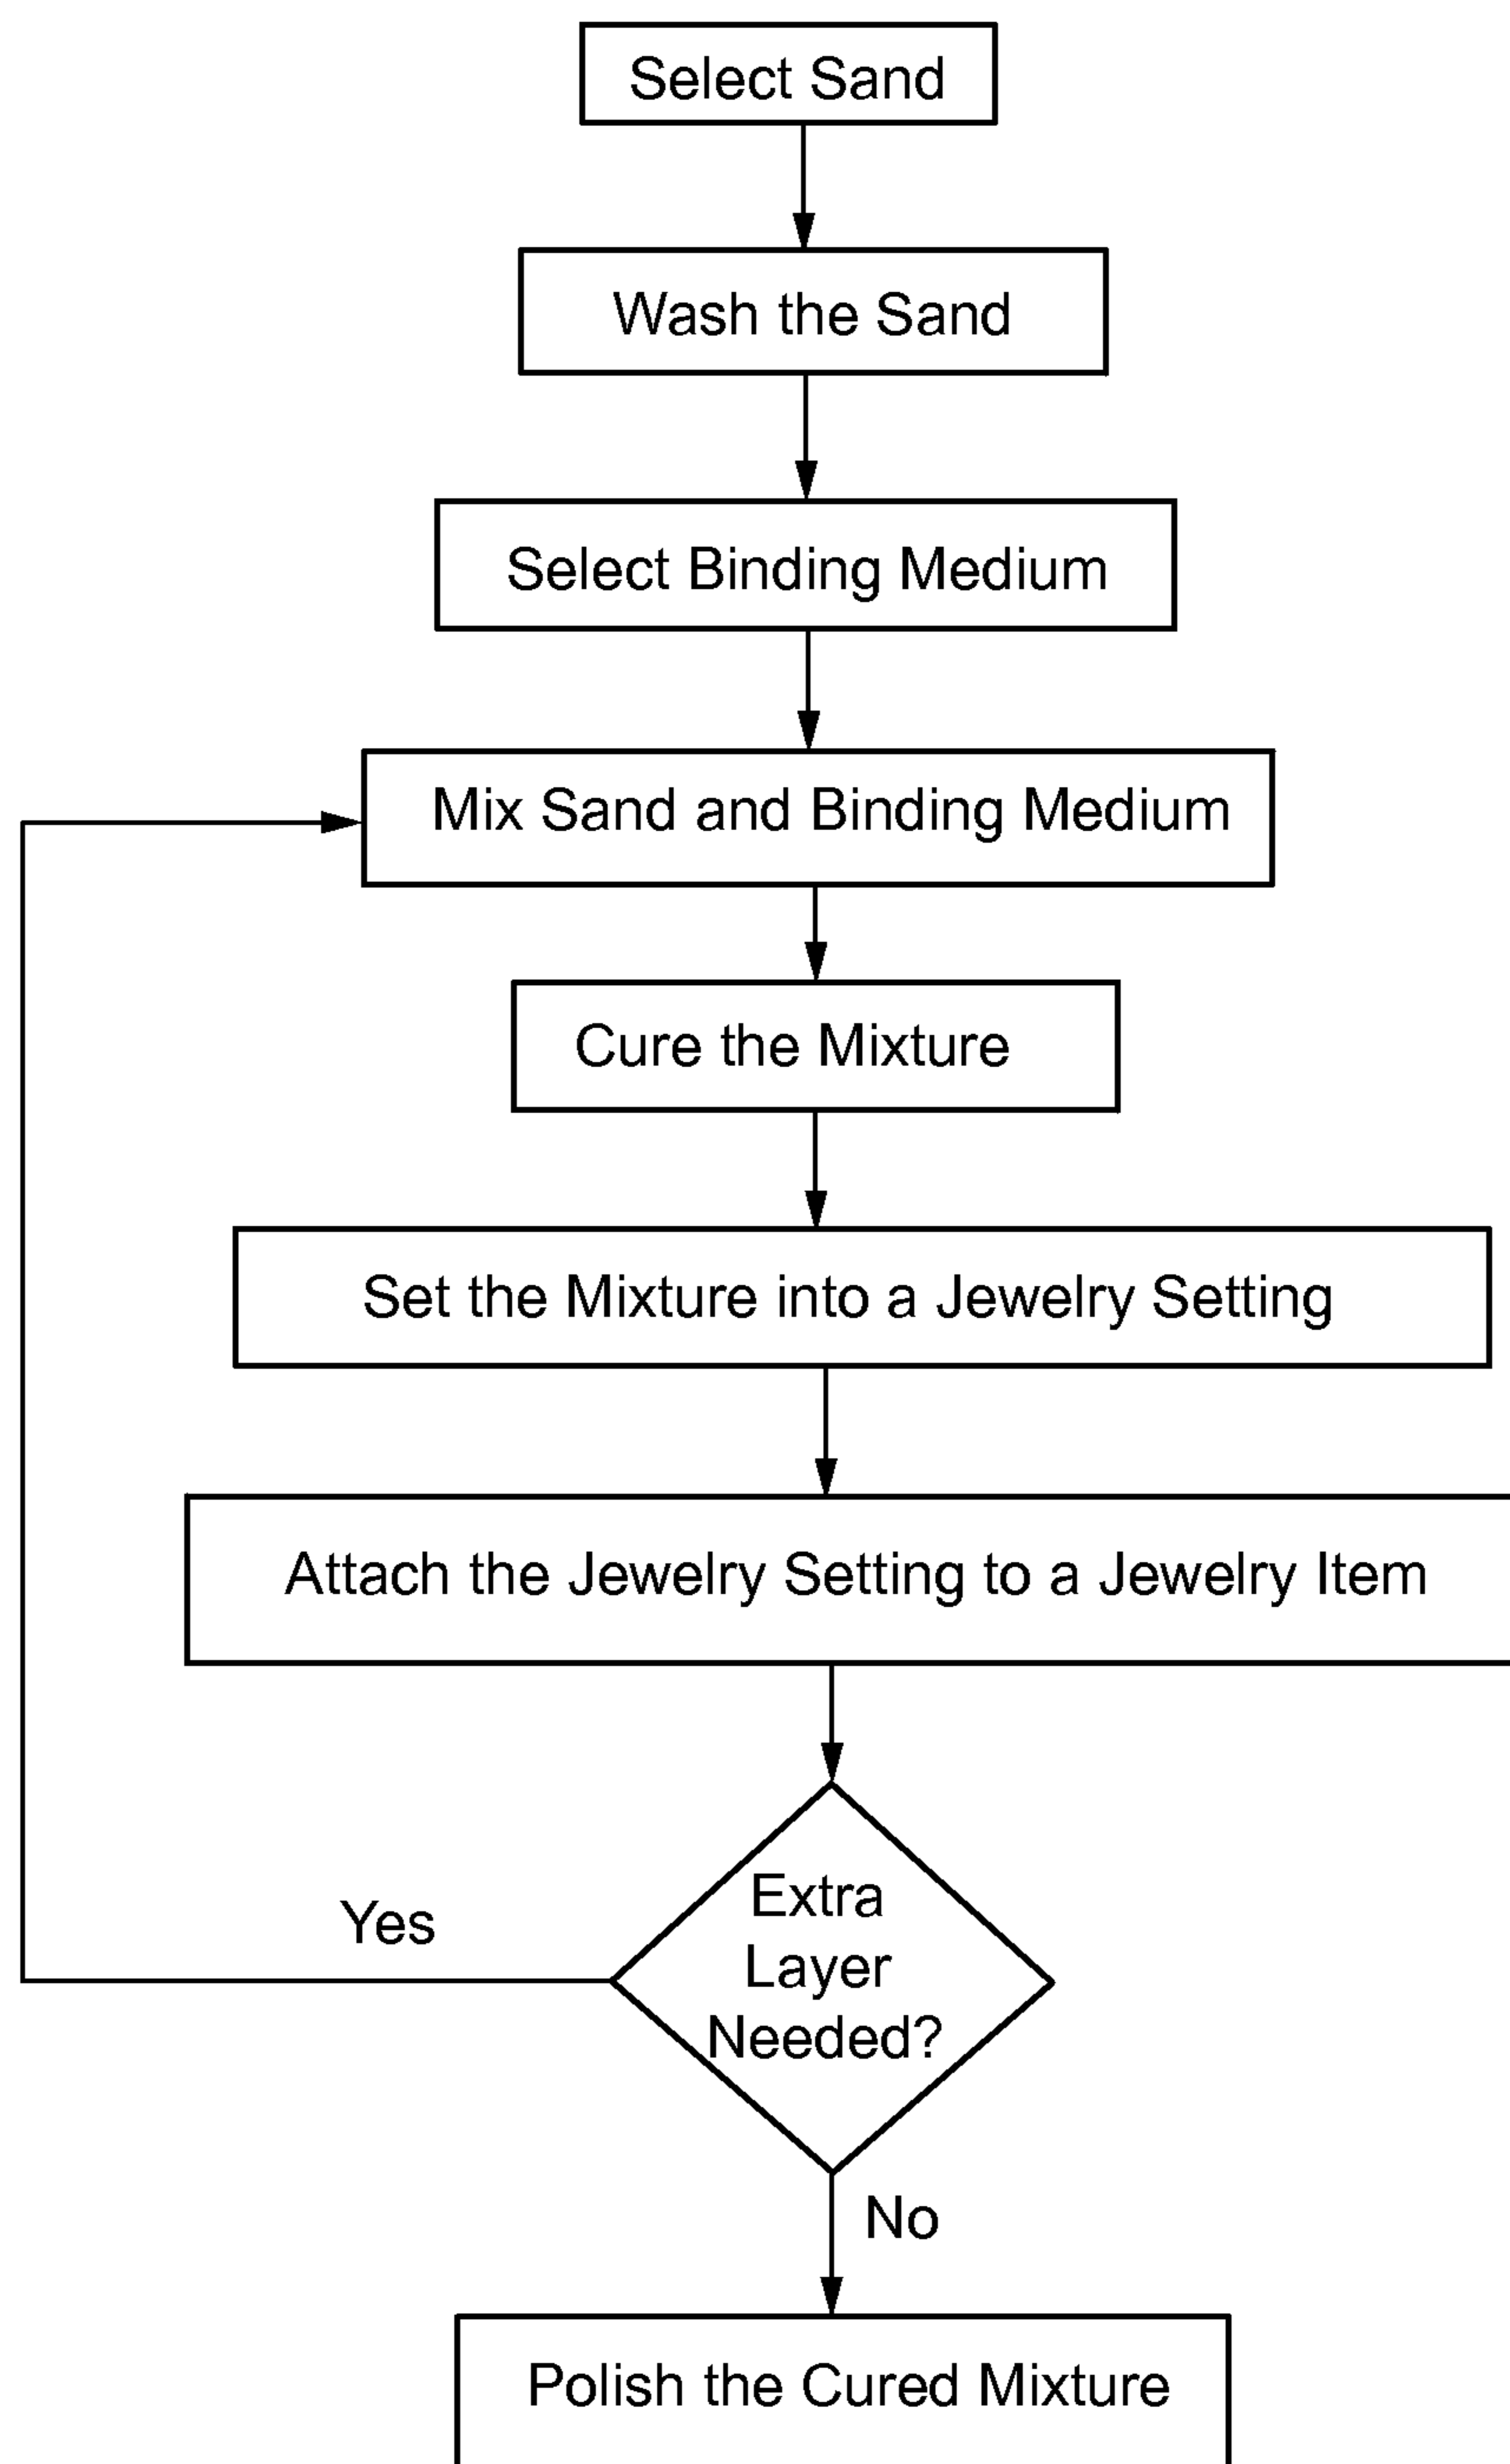 Select Sand
Wash the Sand
Select Binding Medium
Mix Sand and Binding Medium
Cure the Mixture
Set the Mixture into a Jewelry Setting
Attach the Jewelry Setting to a Jewelry Item
Extra
Layer
Needed?
Yes
No
Polish the Cured Mixture